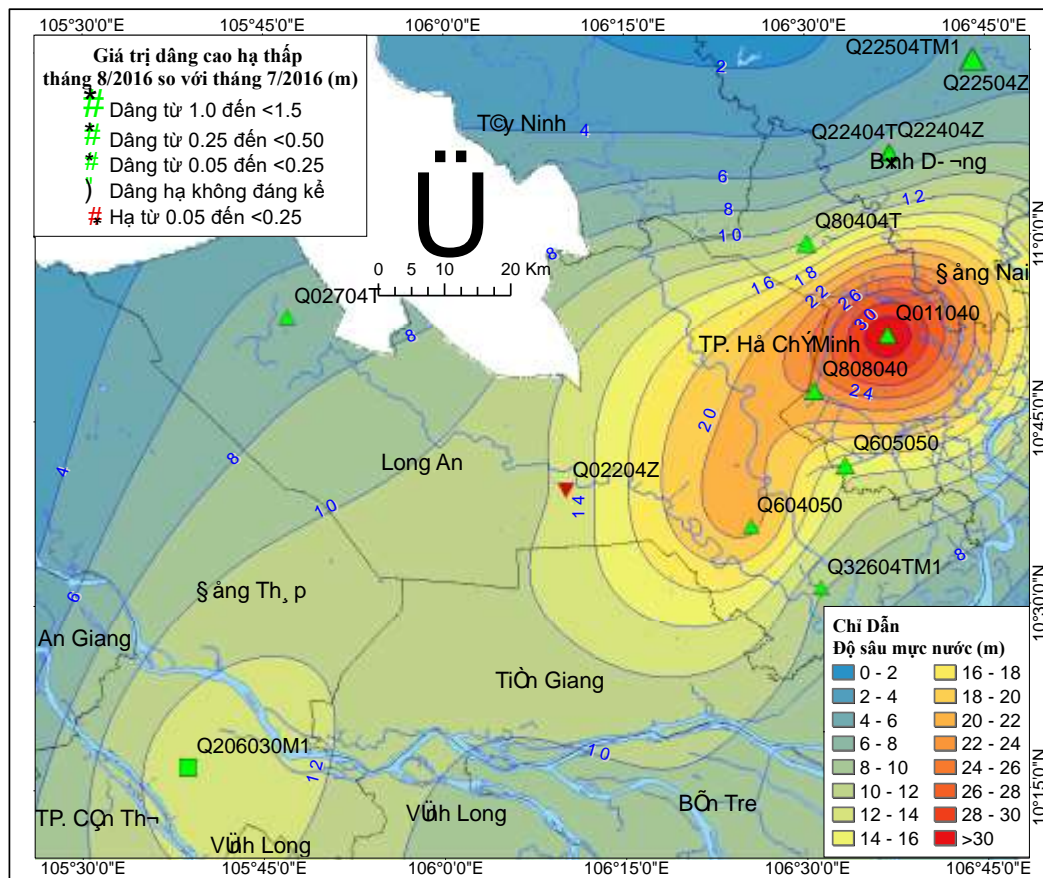 105°30'0"E 105°45'0"E 106°0'0"E 106°15'0"E 106°30'0"E 106°45'0"E
Giá trị dâng cao hạ thấp
tháng 8/2016 so với tháng 7/2016 (m)
Dâng từ 1.0 đến <1.5
Dâng từ 0.25 đến <0.50
Dâng từ 0.05 đến <0.25
Dâng hạ không đáng kể
Hạ từ 0.05 đến <0.25
Q22504TM1
Q22504Z
2
T©y Ninh
4
Q22404T Q22404Z
B×nh D-¬ng
6
12
8
10
Q80404T
11°0'0"N
Ü
0 5 10 20 Km
8
16
18
22
26
30
§ång Nai
Q02704T
Q011040
8
TP. Hå ChÝ Minh
Q808040
24
20
10°45'0"N
4
8
Long An
Q02204Z
Q605050
10
14
Q604050
8
Q32604TM1
§ång Th¸p
6
10°30'0"N
An Giang
TiÒn Giang
Q206030M1
10
12
BÕn Tre
VÜnh Long
TP. CÇn Th¬
VÜnh Long
10°15'0"N
Chỉ Dẫn
Độ sâu mực nước (m)
0 - 2
2 - 4
4 - 6
6 - 8
8 - 10
10 - 12
12 - 14
14 - 16
16 - 18
18 - 20
20 - 22
22 - 24
24 - 26
26 - 28
28 - 30
>30
105°30'0"E 105°45'0"E 106°0'0"E 106°15'0"E 106°30'0"E 106°45'0"E